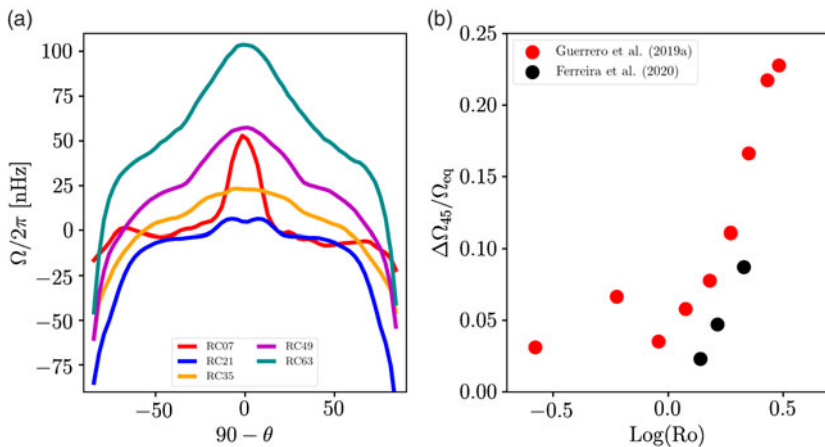 (a)
100
75
50
25
0
−25
−50
−75
Ω/2π [nHz]
RC07
RC21
RC35
RC49
RC63
−50
0
50
90 − θ
(b)
0.25
0.20
0.15
0.10
0.05
0.00
ΔΩ45/Ωeq
Guerrero et al. (2019a)
Ferreira et al. (2020)
−0.5
0.0
0.5
Log(Ro)